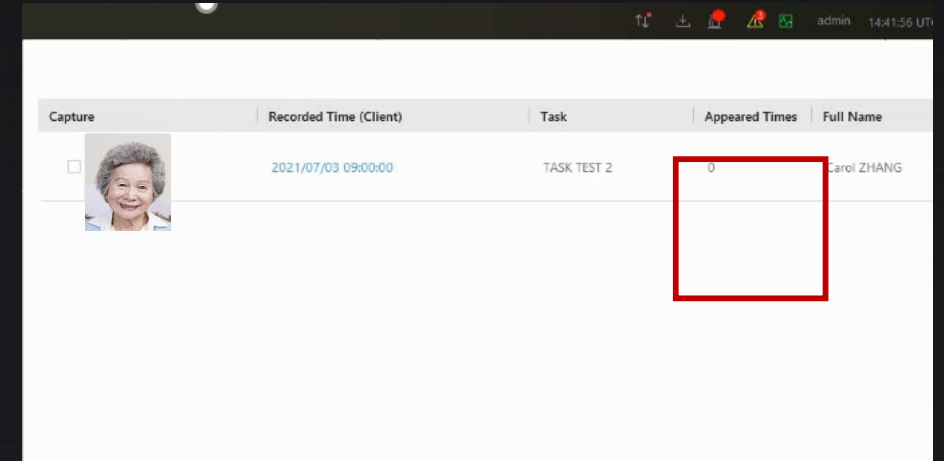 3
admin 14:41:56 UT
Capture Recorded Time (Client) Task Appeared Times Full Name
2021/07/03 09:00:00 TASK TEST 2 0 Carol ZHANG